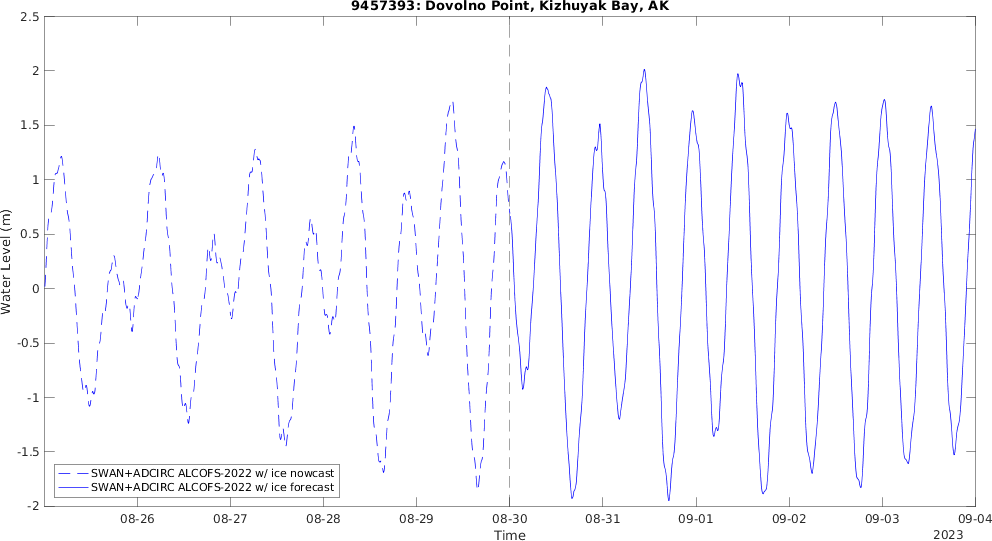 9457393: Dovolno Point, Kizhuyak Bay, AK
2.5
2
1.5
1
0.5
0
-0.5
-1
-1.5
-2
Water Level (m)
SWAN+ADCIRC ALCOFS-2022 w/ ice nowcast
SWAN+ADCIRC ALCOFS-2022 w/ ice forecast
08-26 08-27 08-28 08-29 08-30 08-31 09-01 09-02 09-03 09-04
Time
2023